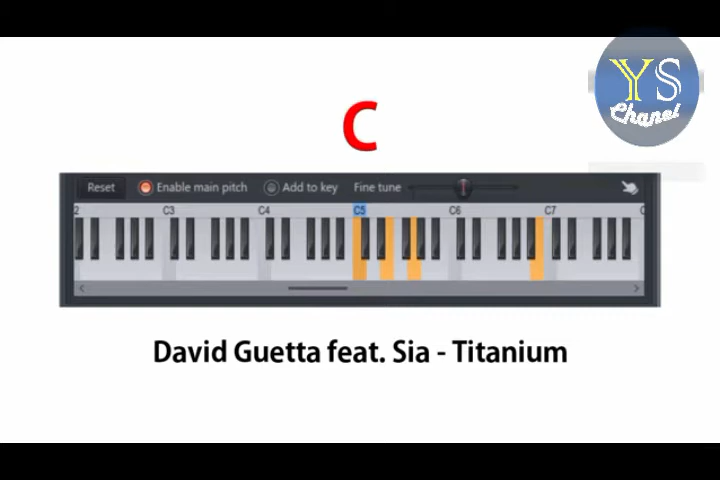 YS
Chanel
C
Reset Enable main pitch Add to key Fine tune
2 C3 C4 C5 C6 C7 C
David Guetta feat. Sia - Titanium